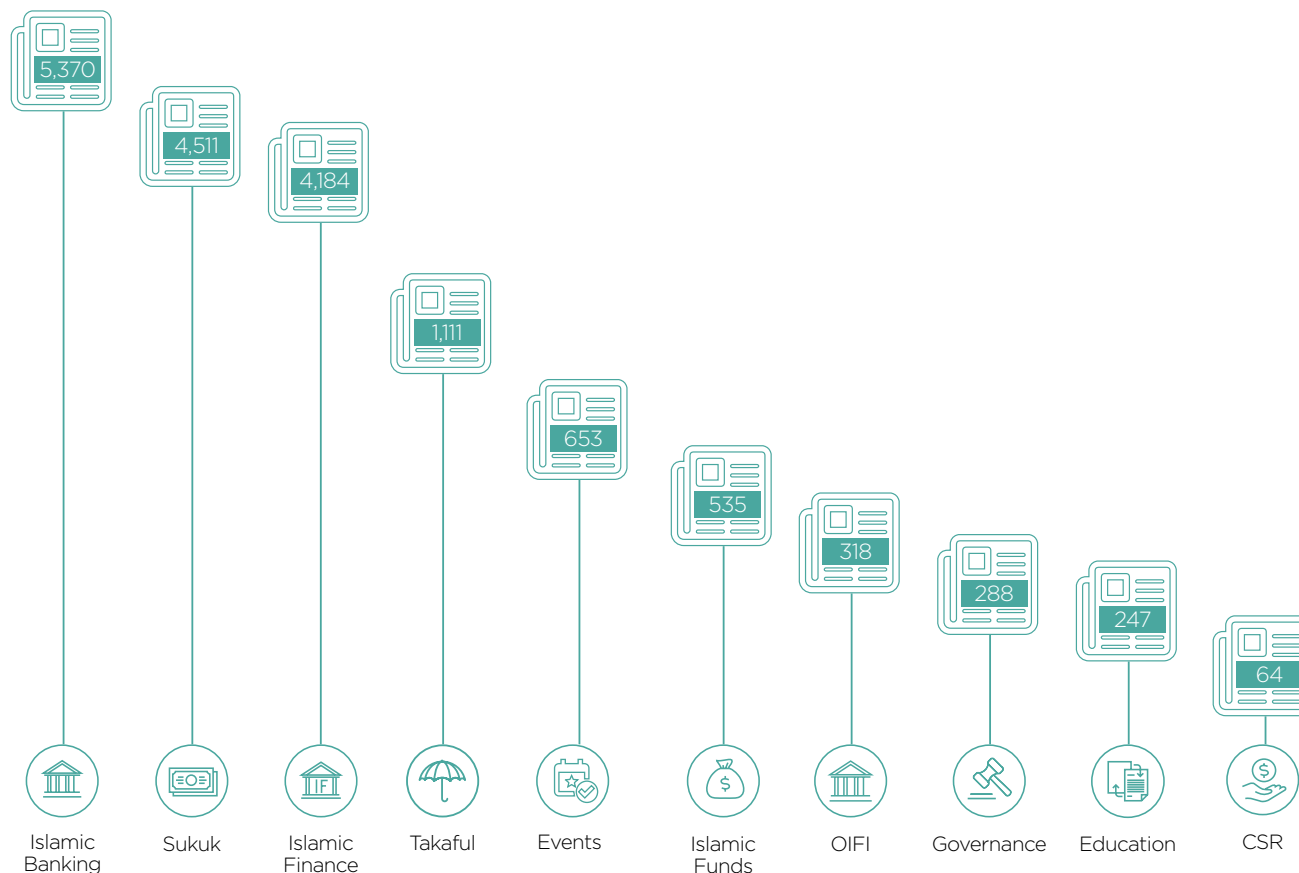 5,370
4,511
4,184
1,111
653
535
318
288
247
64
IF
$
$
Islamic
Banking
Sukuk
Islamic
Finance
Takaful
Events
Islamic
Funds
OIFI
Governance
Education
CSR